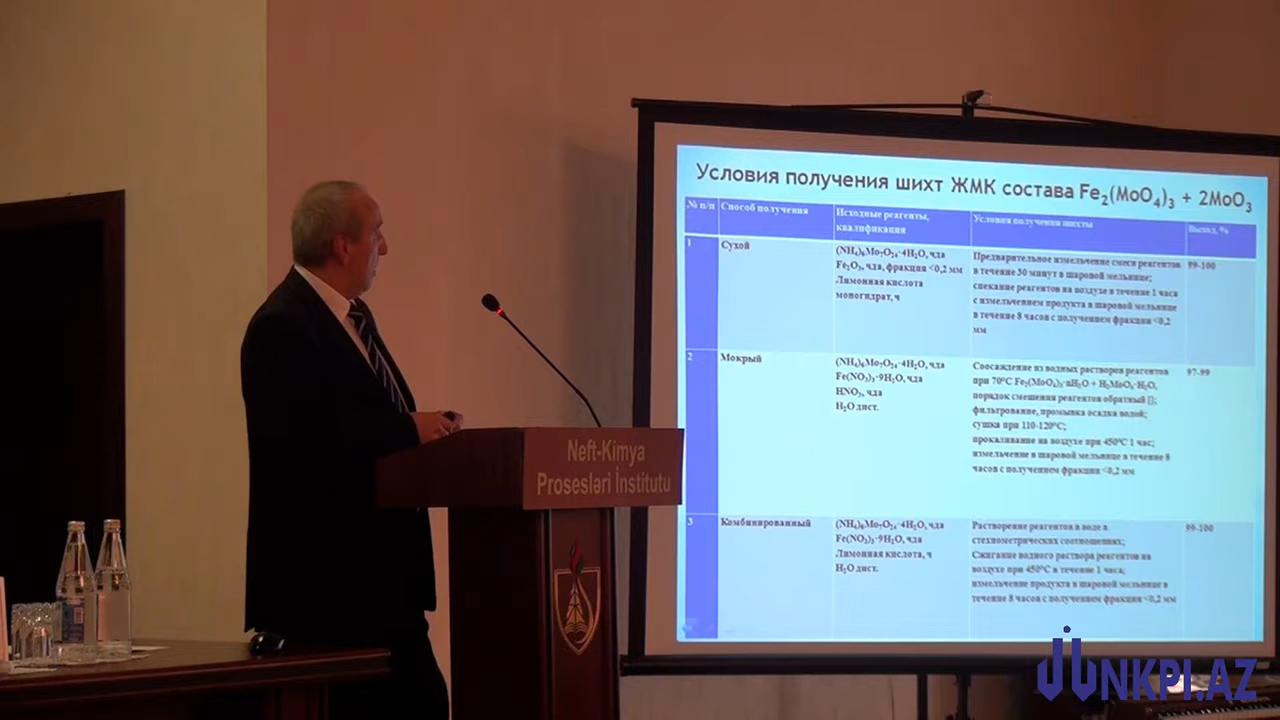 Условия получения шихт ЖМК состава Fe₂(MoO₄)₃ + 2MoO₃
№ п/п Способ получения Исходные реагенты, квалификация Условия получения шихты Выход, %
1 Сухой
(NH₄)₆Mo₇O₂₄·4H₂O, чда
Fe₂O₃, чда, фракция <0,2 мм
Лимонная кислота
моногидрат, ч
Предварительное измельчение смеси реагентов
в течение 30 минут в шаровой мельнице;
спекание реагентов на воздухе в течение 1 часа
с измельчением продукта в шаровой мельнице
в течение 8 часов с получением фракции <0,2
мм
99-100
2 Мокрый
(NH₄)₆Mo₇O₂₄·4H₂O, чда
Fe(NO₃)₃·9H₂O, чда
HNO₃, чда
H₂O дист.
Соосаждение из водных растворов реагентов
при 70°C Fe₂(MoO₄)₃·nH₂O + H₂MoO₄·H₂O,
порядок смешения реагентов обратный [];
фильтрование, промывка осадка водой;
сушка при 110-120°C;
прокаливание на воздухе при 450°C 1 час;
измельчение в шаровой мельнице в течение 8
часов с получением фракции <0,2 мм
97-99
3 Комбинированный
(NH₄)₆Mo₇O₂₄·4H₂O, чда
Fe(NO₃)₃·9H₂O, чда
Лимонная кислота, ч
H₂O дист.
Растворение реагентов в воде в
стехиометрических соотношениях;
Сжигание водного раствора реагентов на
воздухе при 450°C в течение 1 часа;
измельчение продукта в шаровой мельнице в
течение 8 часов с получением фракции <0,2 мм
99-100
Neft-Kimya
Prosesləri İnstitutu
NKPI.AZ